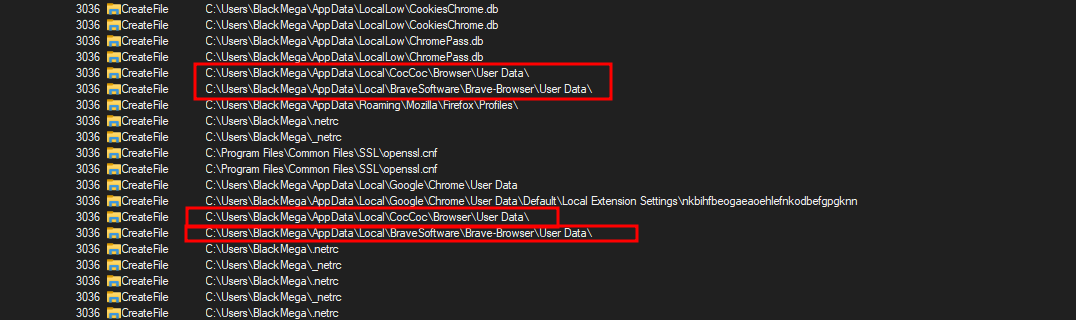 3036 CreateFile C:\Users\BlackMega\AppData\LocalLow\CookiesChrome.db
3036 CreateFile C:\Users\BlackMega\AppData\LocalLow\CookiesChrome.db
3036 CreateFile C:\Users\BlackMega\AppData\LocalLow\ChromePass.db
3036 CreateFile C:\Users\BlackMega\AppData\LocalLow\ChromePass.db
3036 CreateFile C:\Users\BlackMega\AppData\Local\CocCoc\Browser\User Data\
3036 CreateFile C:\Users\BlackMega\AppData\Local\BraveSoftware\Brave-Browser\User Data\
3036 CreateFile C:\Users\BlackMega\AppData\Roaming\Mozilla\Firefox\Profiles\
3036 CreateFile C:\Users\BlackMega\.netrc
3036 CreateFile C:\Users\BlackMega\_netrc
3036 CreateFile C:\Program Files\Common Files\SSL\openssl.cnf
3036 CreateFile C:\Program Files\Common Files\SSL\openssl.cnf
3036 CreateFile C:\Users\BlackMega\AppData\Local\Google\Chrome\User Data
3036 CreateFile C:\Users\BlackMega\AppData\Local\Google\Chrome\User Data\Default\Local Extension Settings\nkbihfbeogaeaoehlefnkodbefgpgknn
3036 CreateFile C:\Users\BlackMega\AppData\Local\CocCoc\Browser\User Data\
3036 CreateFile C:\Users\BlackMega\AppData\Local\BraveSoftware\Brave-Browser\User Data\
3036 CreateFile C:\Users\BlackMega\.netrc
3036 CreateFile C:\Users\BlackMega\_netrc
3036 CreateFile C:\Users\BlackMega\.netrc
3036 CreateFile C:\Users\BlackMega\_netrc
3036 CreateFile C:\Users\BlackMega\.netrc